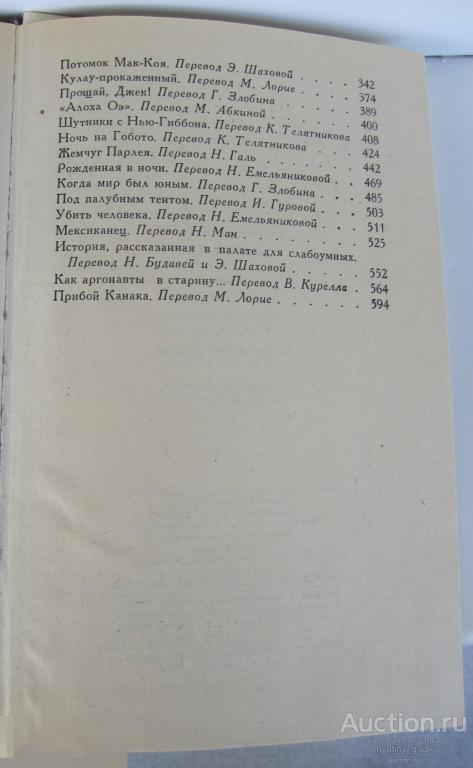 Потомок Мак-Коя. Перевод Э. Шаховой . . . . 342
Кулау-прокаженный. Перевод М. Лорие . . . . 374
Прощай, Джек! Перевод Г. Злобина . . . . . 389
«Алоха Оэ». Перевод М. Абкиной . . . . . 400
Шутники с Нью-Гиббона. Перевод К. Телятникова 408
Ночь на Гобото. Перевод К. Телятникова . . . 424
Жемчуг Парлея. Перевод Н. Галь . . . . . 442
Рожденная в ночи. Перевод Н. Емельяниковой . . 469
Когда мир был юным. Перевод Г. Злобина . . . 485
Под палубным тентом. Перевод И. Гуровой . . . 503
Убить человека. Перевод Н. Емельяниковой . . . 511
Мексиканец. Перевод Н. Ман . . . . . . 525
История, рассказанная в палате для слабоумных.
Перевод Н. Будавей и Э. Шаховой . . . . 552
Как аргонавты в старину... Перевод В. Курелла . 564
Прибой Канака. Перевод М. Лорие . . . . . 594
Аукцион.ру
Anyutiny_glazki
auction.ru